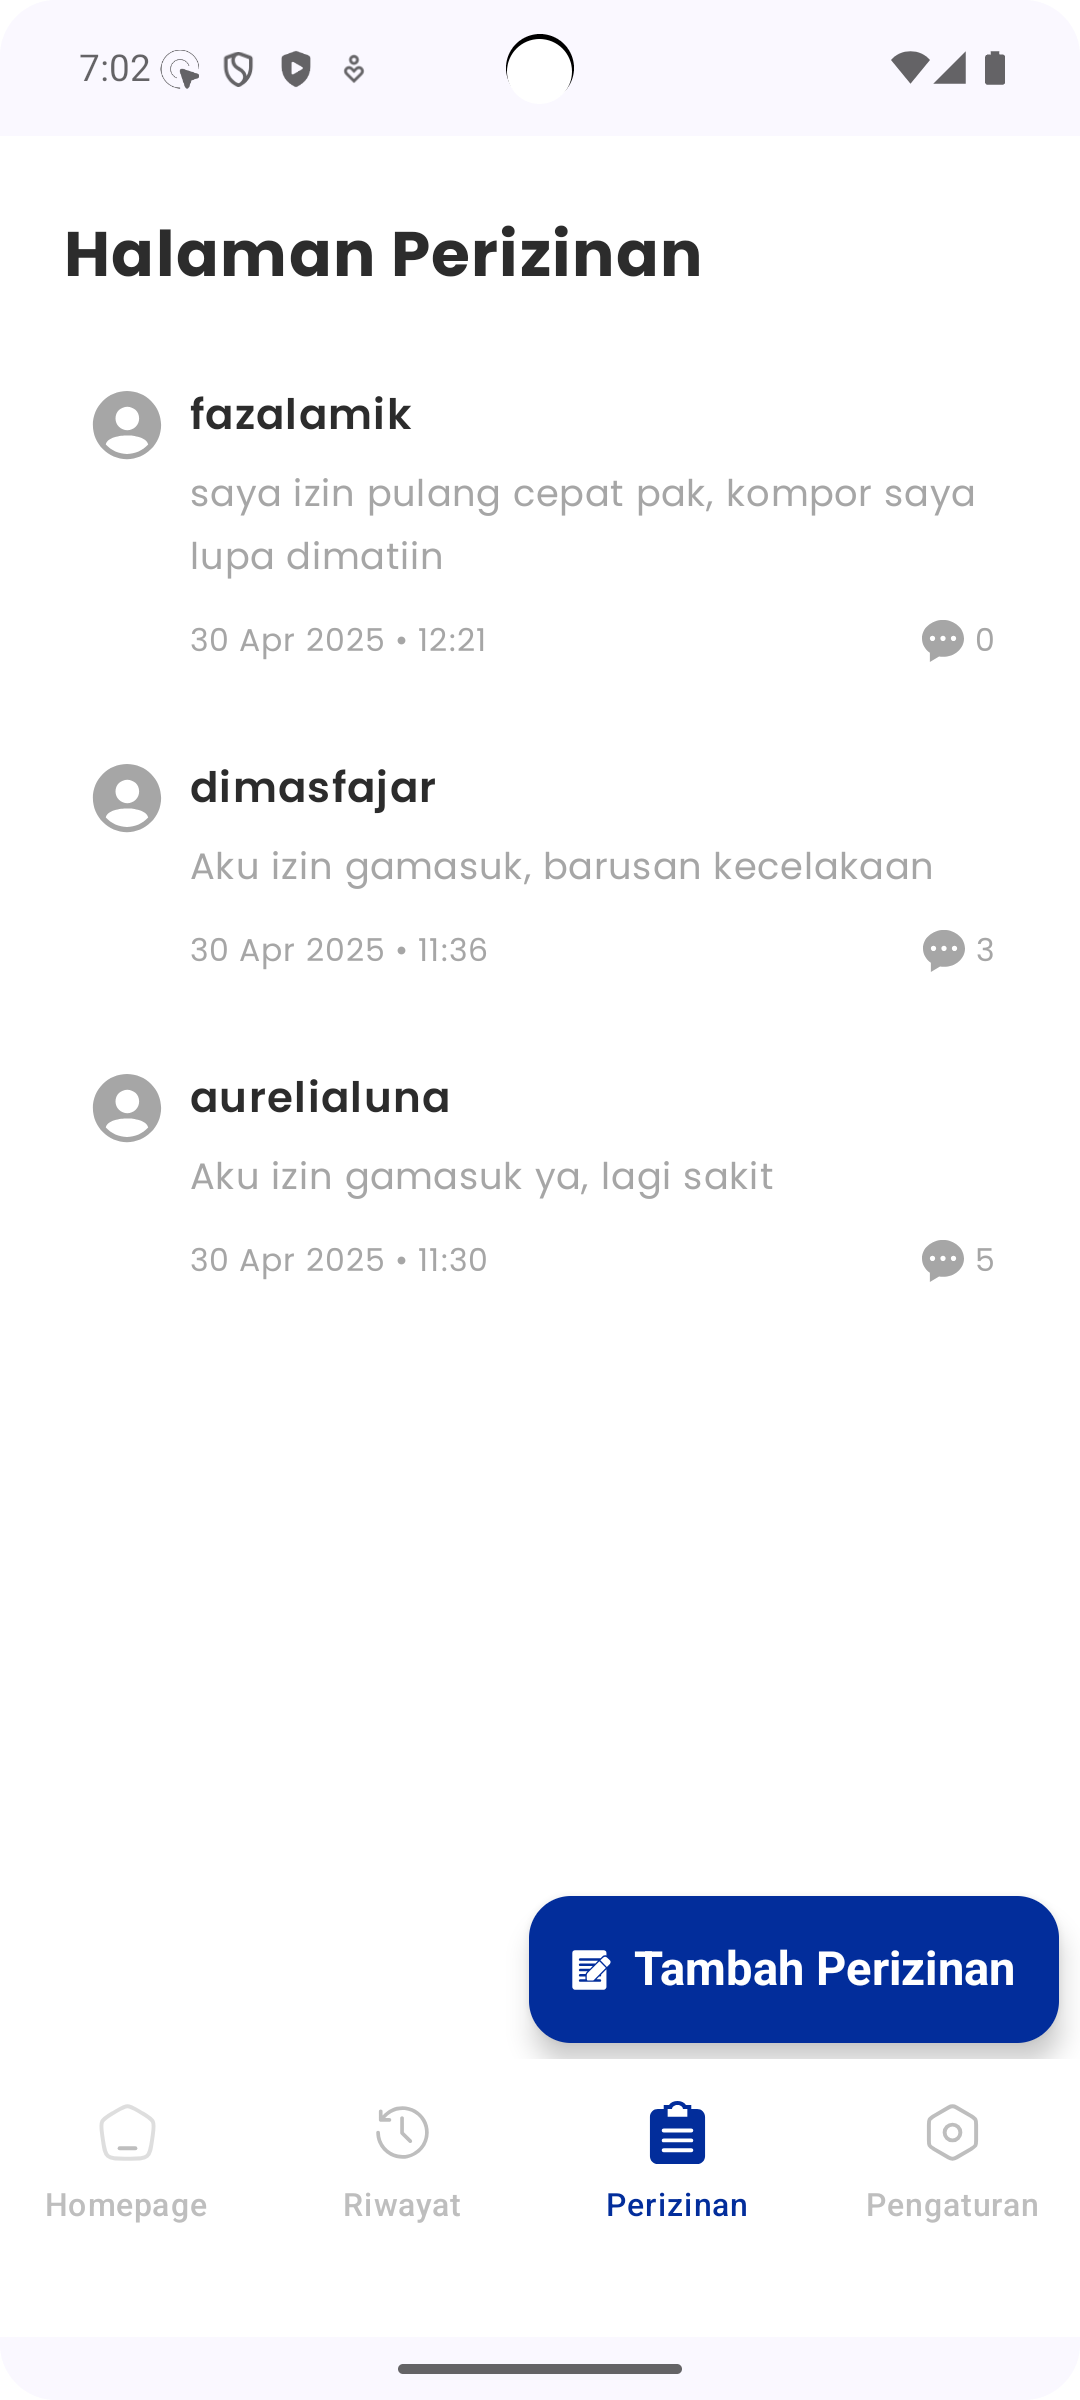 7:02
Halaman Perizinan
fazalamik
saya izin pulang cepat pak, kompor saya
lupa dimatiin
30 Apr 2025 • 12:21
0
dimasfajar
Aku izin gamasuk, barusan kecelakaan
30 Apr 2025 • 11:36
3
aurelialuna
Aku izin gamasuk ya, lagi sakit
30 Apr 2025 • 11:30
5
Tambah Perizinan
Homepage
Riwayat
Perizinan
Pengaturan